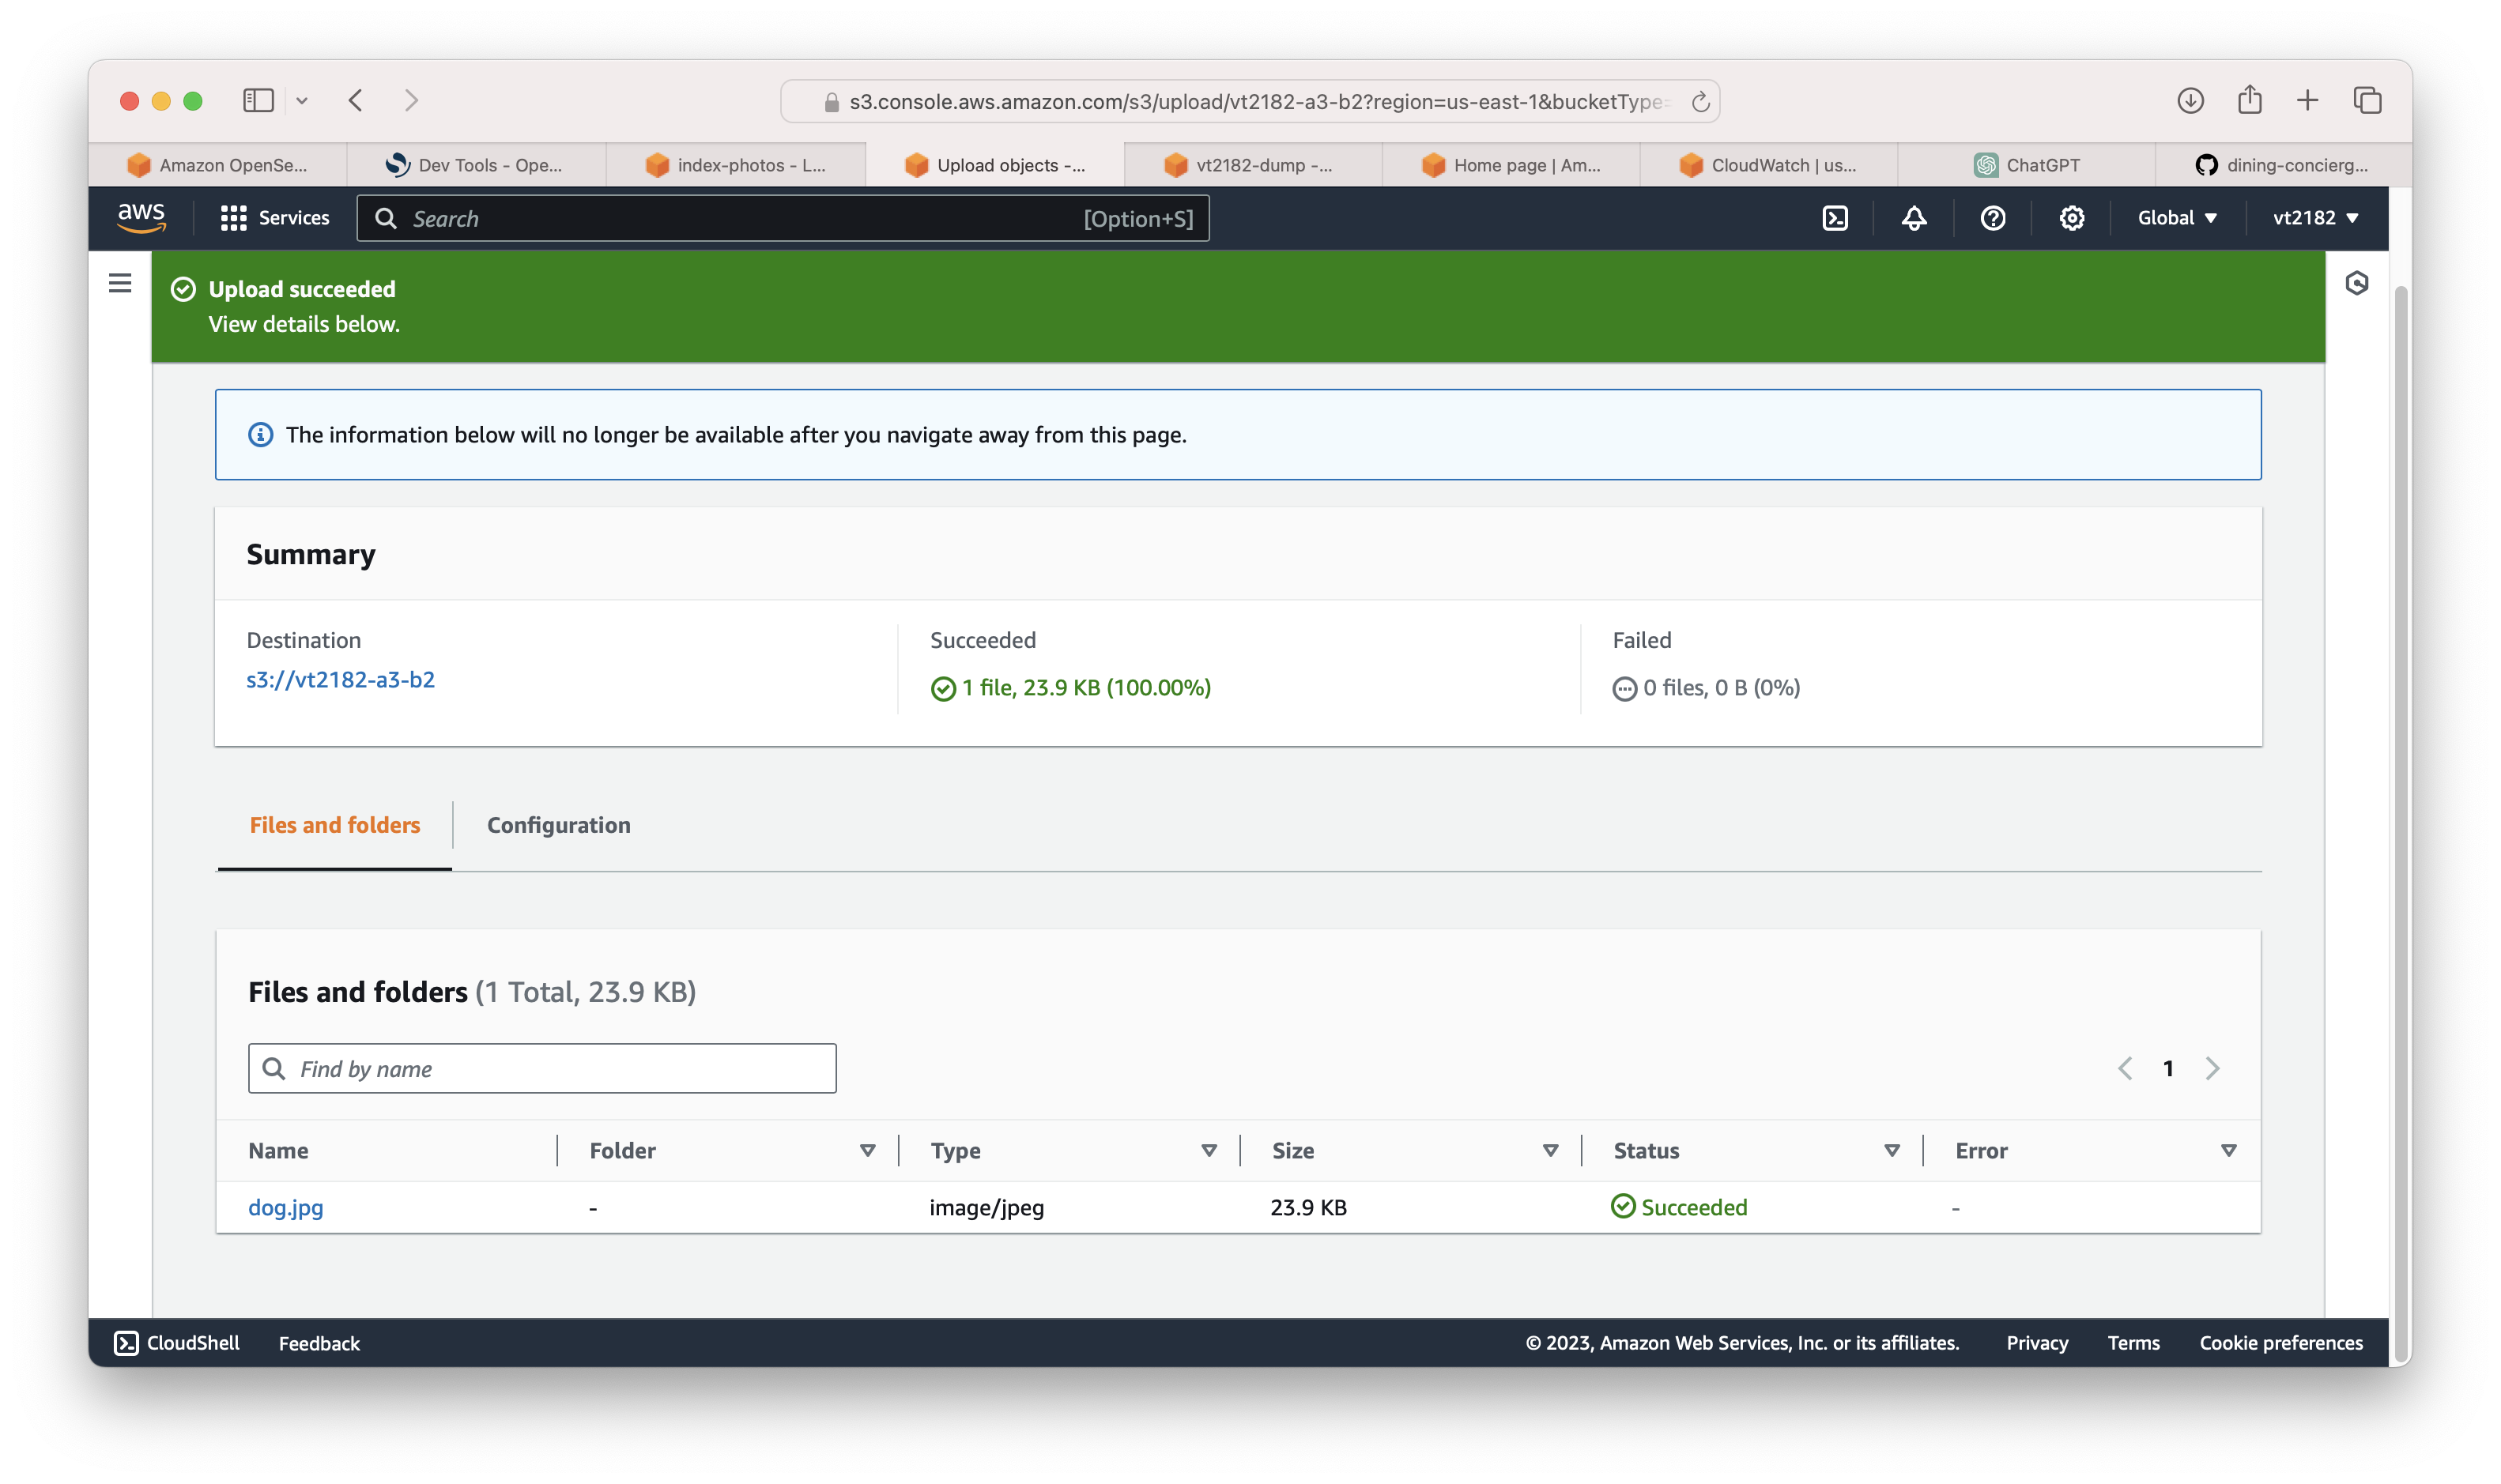 s3.console.aws.amazon.com/s3/upload/vt2182-a3-b2?region=us-east-1&bucketType=
Amazon OpenSe...
Dev Tools - Ope...
index-photos - L...
Upload objects -...
vt2182-dump -...
Home page | Am...
CloudWatch | us...
ChatGPT
dining-concierg...
aws
Services
Search
[Option+S]
Global
vt2182
Upload succeeded
View details below.
The information below will no longer be available after you navigate away from this page.
Summary
Destination
Succeeded
Failed
s3://vt2182-a3-b2
1 file, 23.9 KB (100.00%)
0 files, 0 B (0%)
Files and folders
Configuration
Files and folders (1 Total, 23.9 KB)
Find by name
1
Name
Folder
Type
Size
Status
Error
dog.jpg
-
image/jpeg
23.9 KB
Succeeded
-
CloudShell
Feedback
© 2023, Amazon Web Services, Inc. or its affiliates.
Privacy
Terms
Cookie preferences